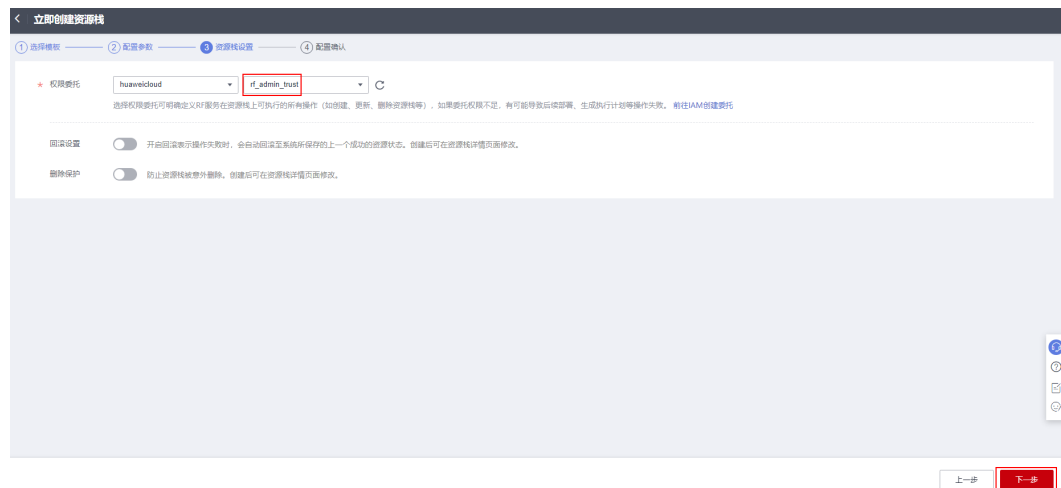 立即创建资源栈
1 选择模板 2 配置参数 3 资源栈设置 4 配置确认
* 权限委托 huaweicloud rf_admin_trust
选择权限委托可明确定义RF服务在资源栈上可执行的所有操作（如创建、更新、删除资源栈等），如果委托权限不足，有可能导致后续部署、生成执行计划等操作失败。 前往IAM创建委托
回滚设置 开启回滚表示操作失败时，会自动回滚至系统所保存的上一个成功的资源状态。创建后可在资源栈详情页面修改。
删除保护 防止资源栈被意外删除。创建后可在资源栈详情页面修改。
上一步 下一步